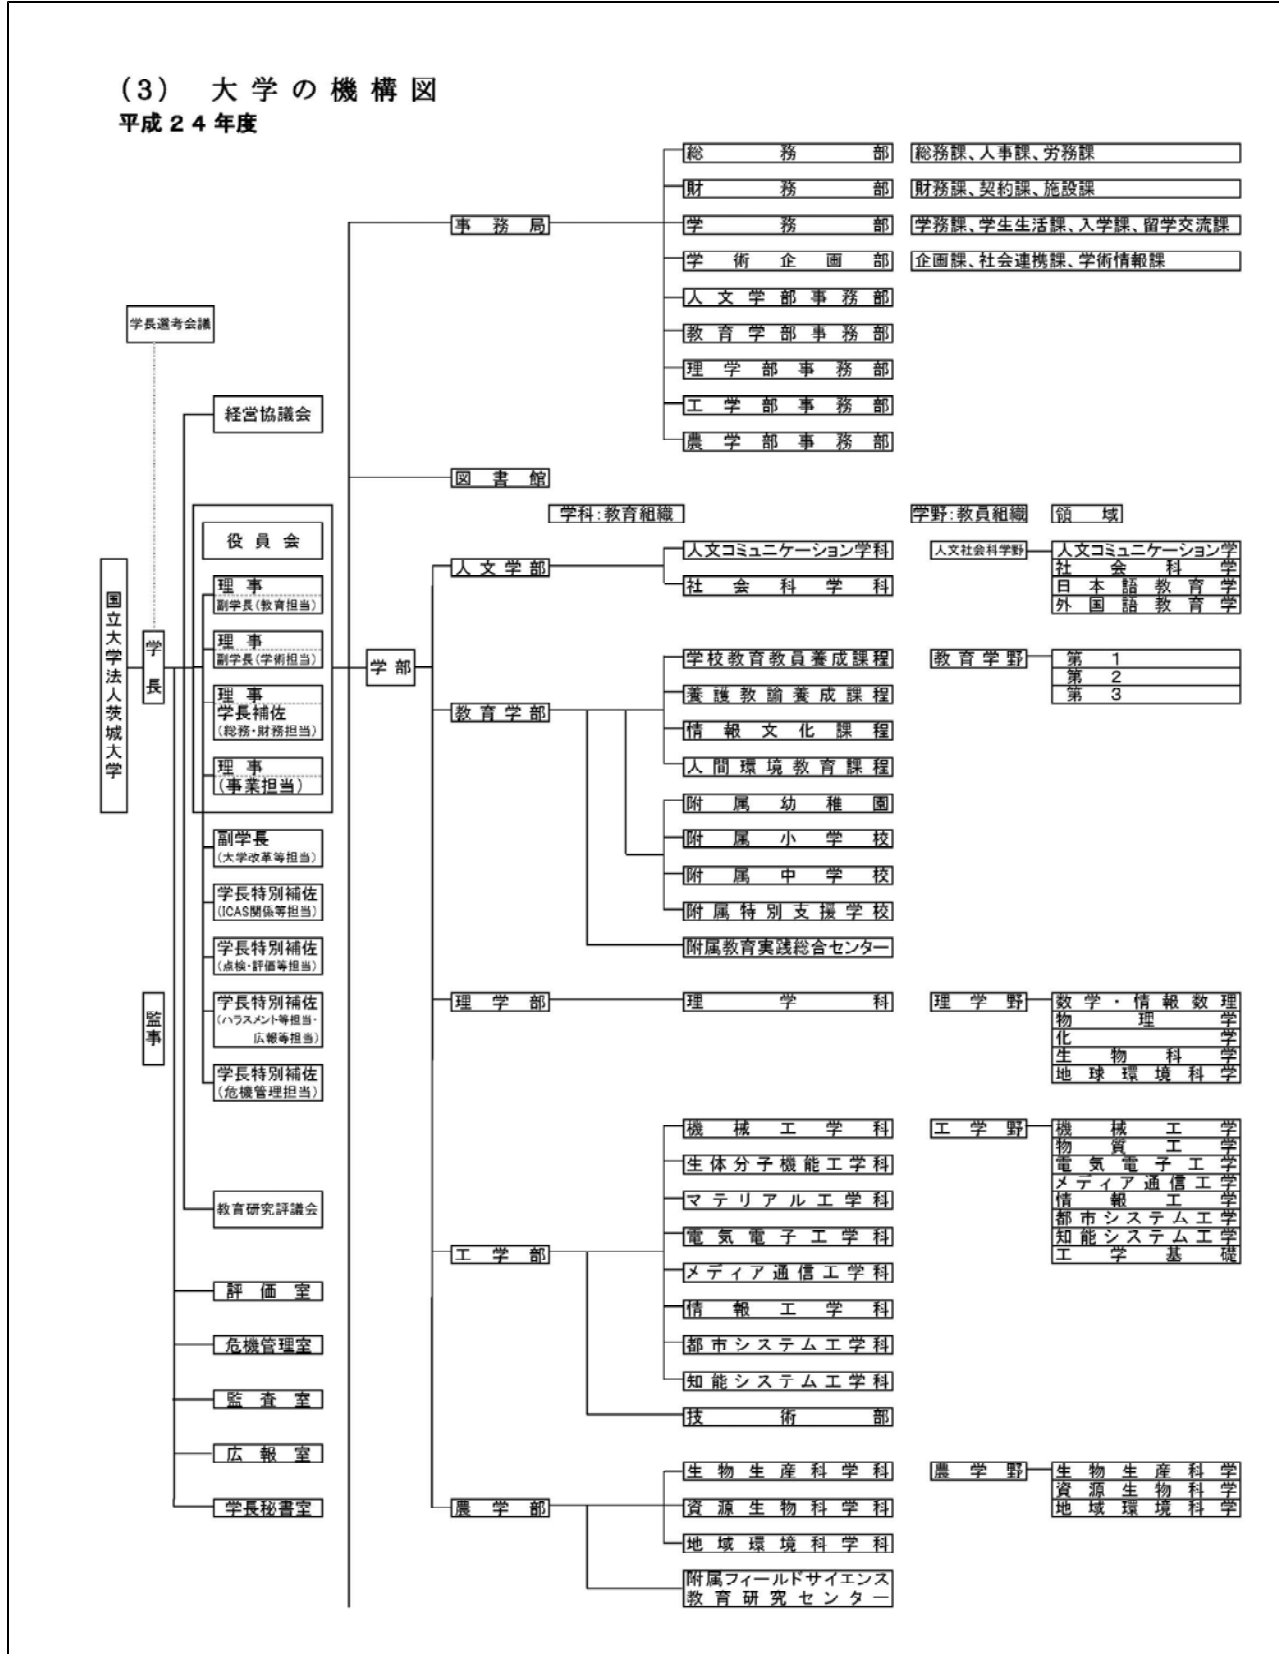 (3) 大学の機構図
平成24年度
総務部
総務課、人事課、労務課
財務部
財務課、契約課、施設課
事務局
学務部
学務課、学生生活課、入学課、留学交流課
学術企画部
企画課、社会連携課、学術情報課
人文学部事務部
教育学部事務部
理学部事務部
工学部事務部
農学部事務部
学長選考会議
経営協議会
図書館
学科:教育組織
学野:教員組織
領域
国立大学法人茨城大学
学長
監事
役員会
理事
副学長(教育担当)
理事
副学長(学術担当)
理事
学長補佐
(総務・財務担当)
理事
(事業担当)
副学長
(大学改革等担当)
学長特別補佐
(ICAS関係等担当)
学長特別補佐
(点検・評価等担当)
学長特別補佐
(ハラスメント等担当・
広報等担当)
学長特別補佐
(危機管理担当)
教育研究評議会
評価室
危機管理室
監査室
広報室
学長秘書室
学部
人文学部
人文コミュニケーション学科
社会科学科
人文社会科学野
人文コミュニケーション学
社会科学
日本語教育学
外国語教育学
教育学部
学校教育教員養成課程
養護教諭養成課程
情報文化課程
人間環境教育課程
附属幼稚園
附属小学校
附属中学校
附属特別支援学校
附属教育実践総合センター
教育学野
第1
第2
第3
理学部
理学科
理学野
数学・情報数理
物理学
化学
生物科学
地球環境科学
工学部
機械工学科
生体分子機能工学科
マテリアル工学科
電気電子工学科
メディア通信工学科
情報工学科
都市システム工学科
知能システム工学科
技術部
工学野
機械工学
物質工学
電気電子工学
メディア通信工学
情報工学
都市システム工学
知能システム工学
工学基礎
農学部
生物生産科学科
資源生物科学科
地域環境科学科
附属フィールドサイエンス
教育研究センター
農学野
生物生産科学
資源生物科学
地域環境科学